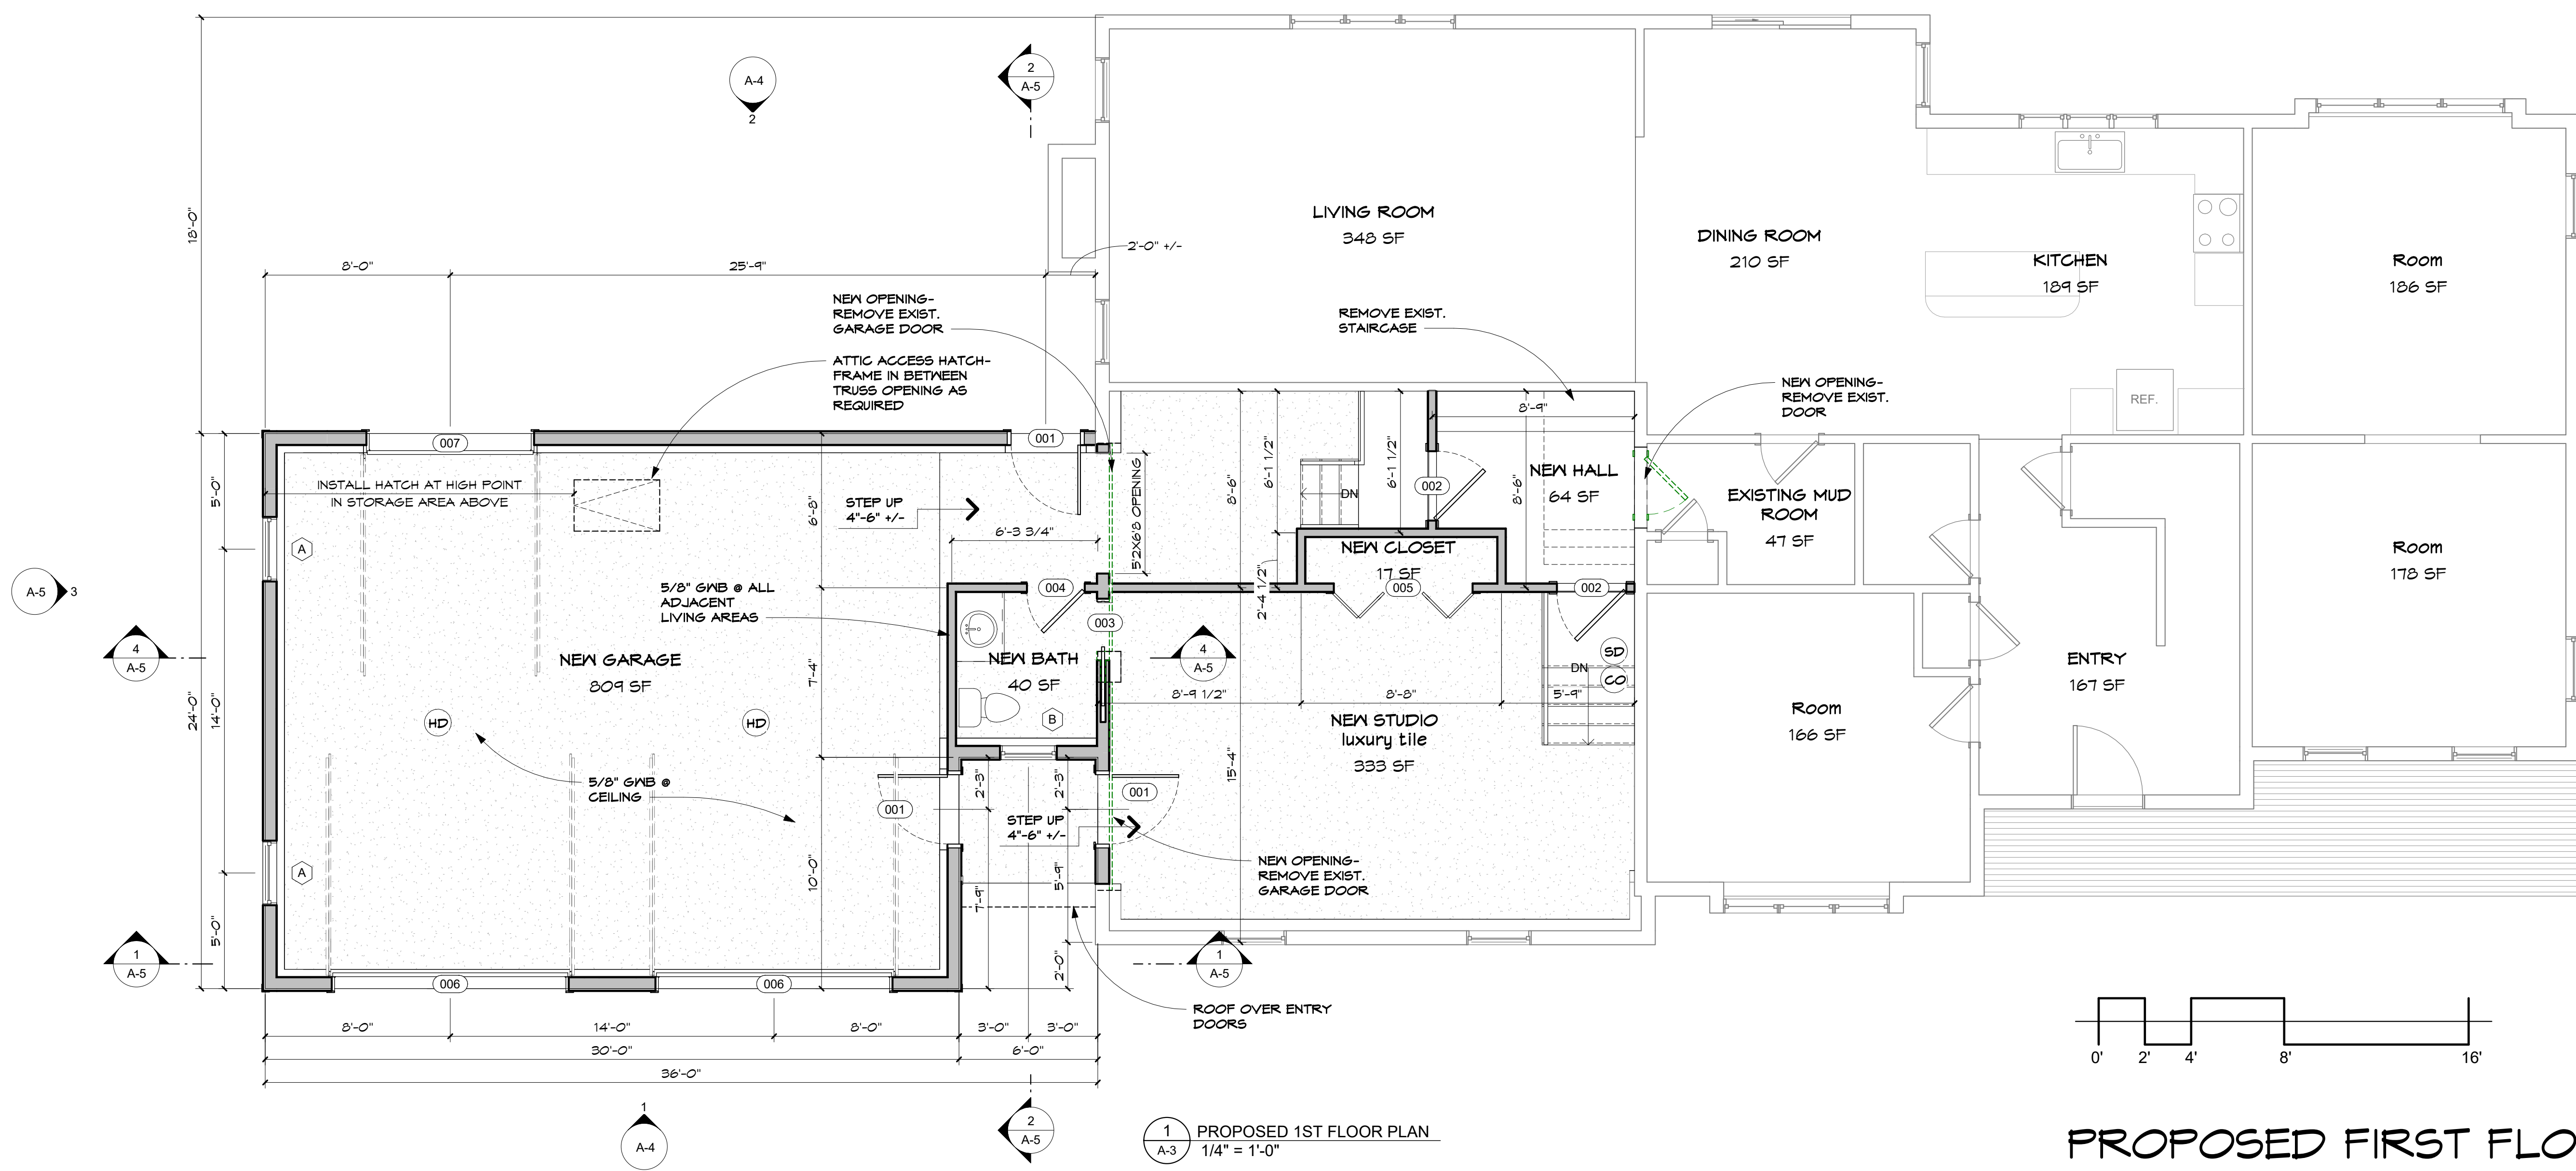 A-4
2
2
A-5
18'-0"
LIVING ROOM
348 SF
DINING ROOM
210 SF
KITCHEN
189 SF
Room
186 SF
2'-0" +/-
8'-0"
25'-9"
NEW OPENING-
REMOVE EXIST.
GARAGE DOOR
REMOVE EXIST.
STAIRCASE
ATTIC ACCESS HATCH-
FRAME IN BETWEEN
TRUSS OPENING AS
REQUIRED
NEW OPENING-
REMOVE EXIST.
DOOR
REF.
8'-9"
007
001
5'-0"
INSTALL HATCH AT HIGH POINT
IN STORAGE AREA ABOVE
STEP UP
4"-6" +/-
6'-8"
6'-3 3/4"
5'2X6'8 OPENING
8'-6"
6'-1 1/2"
6'-1 1/2"
DN
002
8'-6"
NEW HALL
64 SF
EXISTING MUD
ROOM
47 SF
A
NEW CLOSET
17 SF
Room
178 SF
A-5
3
5/8" GWB @ ALL
ADJACENT
LIVING AREAS
004
2'-4 1/2"
005
002
003
4
A-5
4
A-5
NEW GARAGE
809 SF
7'-4"
NEW BATH
40 SF
B
SD
CO
DN
ENTRY
167 SF
8'-9 1/2"
8'-8"
5'-9"
24'-0"
14'-0"
HD
HD
NEW STUDIO
luxury tile
333 SF
Room
166 SF
5/8" GWB @
CEILING
15'-4"
2'-3"
2'-3"
001
001
STEP UP
4"-6" +/-
A
10'-0"
7'-9"
5'-9"
NEW OPENING-
REMOVE EXIST.
GARAGE DOOR
5'-0"
1
A-5
1
A-5
2'-0"
006
006
ROOF OVER ENTRY
DOORS
8'-0"
14'-0"
8'-0"
3'-0"
3'-0"
30'-0"
6'-0"
36'-0"
0'
2'
4'
8'
16'
1
A-4
2
A-5
1
A-3
PROPOSED 1ST FLOOR PLAN
1/4" = 1'-0"
PROPOSED FIRST FLO